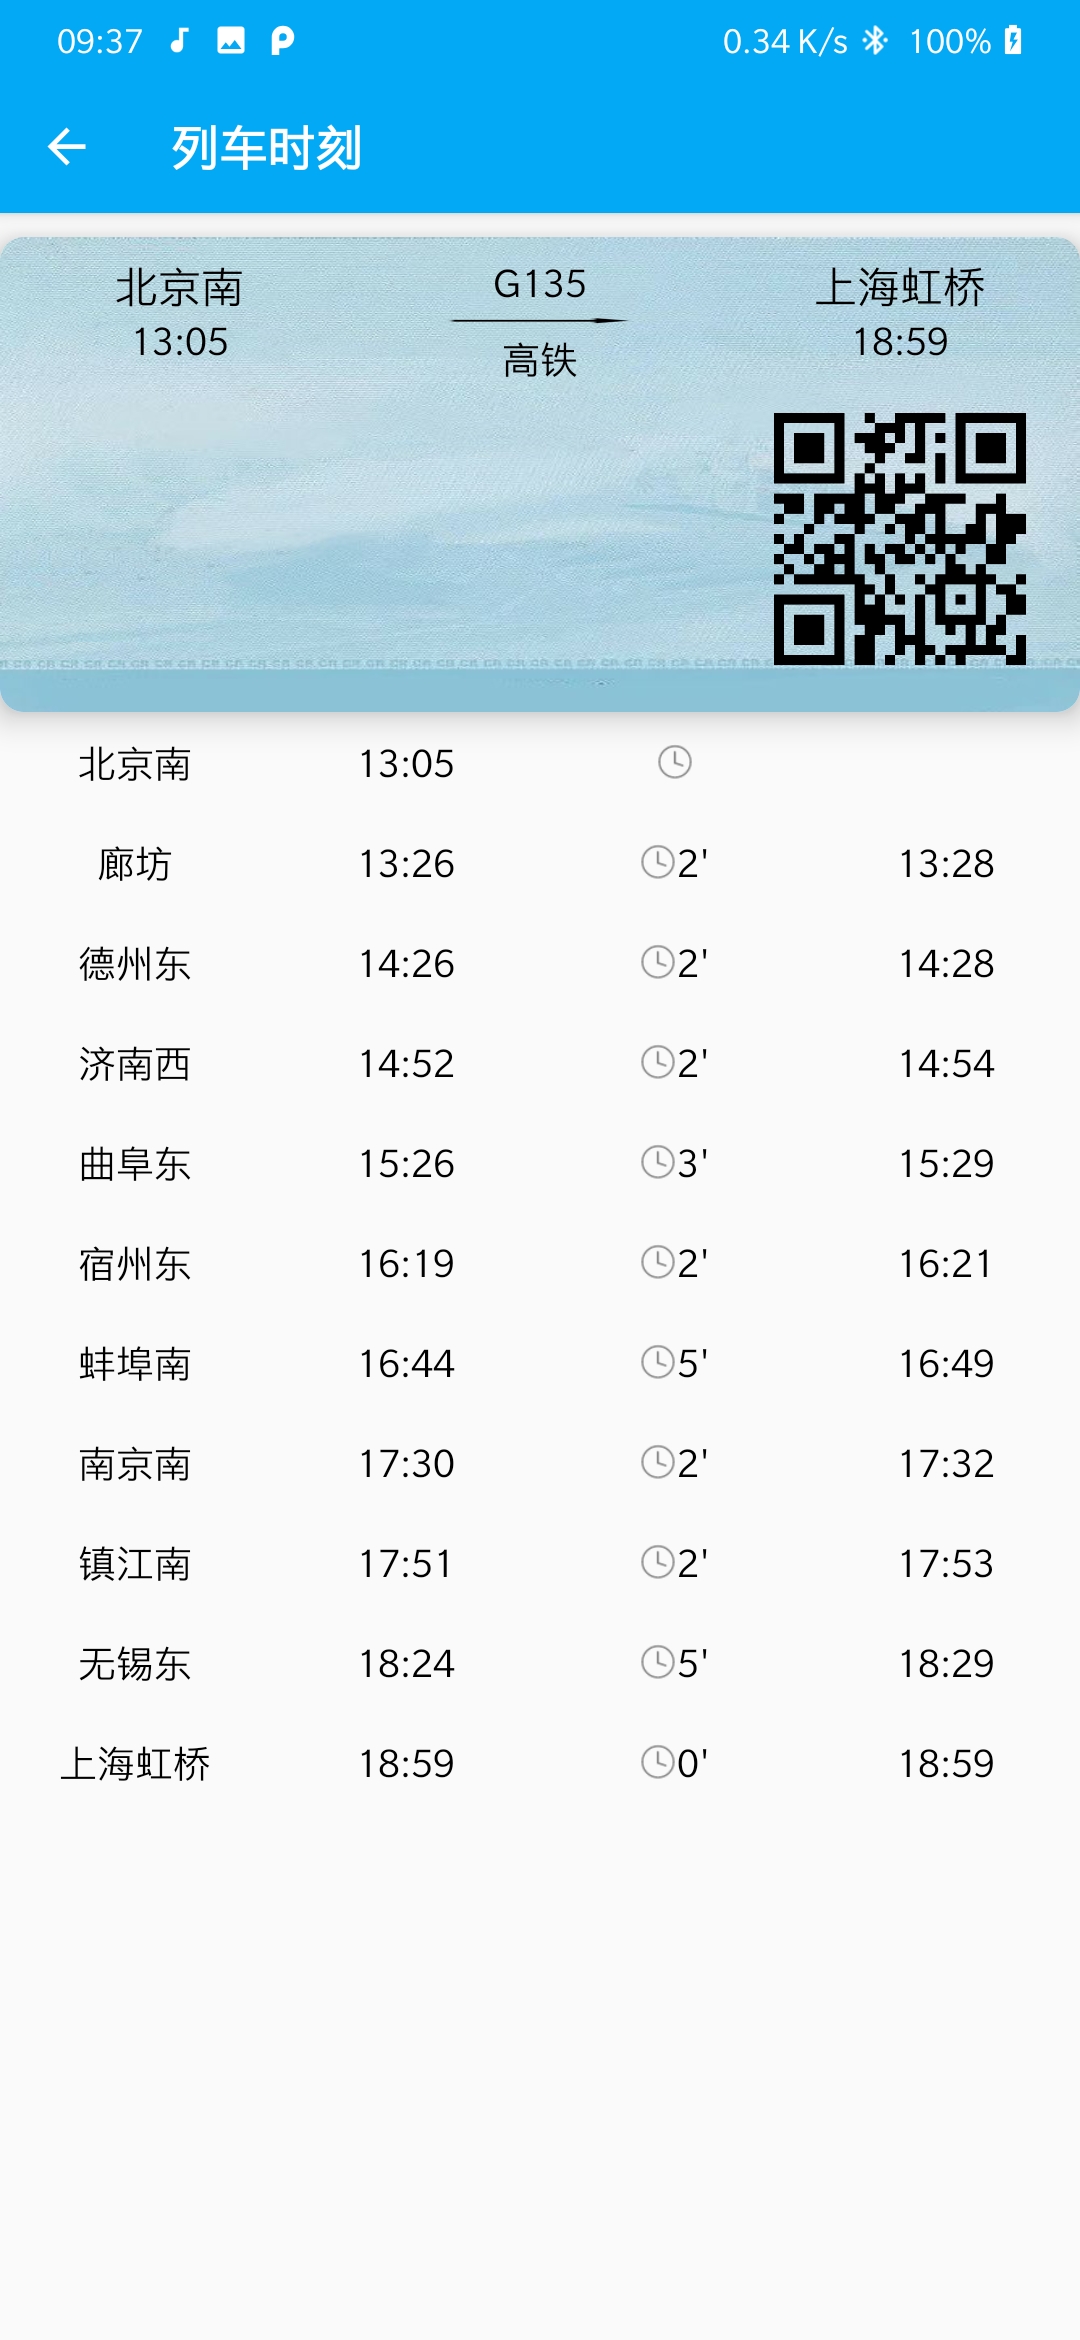 09:37 0.34 K/s 100%
列车时刻
北京南 G135 上海虹桥
13:05 高铁 18:59
北京南 13:05
廊坊 13:26 2' 13:28
德州东 14:26 2' 14:28
济南西 14:52 2' 14:54
曲阜东 15:26 3' 15:29
宿州东 16:19 2' 16:21
蚌埠南 16:44 5' 16:49
南京南 17:30 2' 17:32
镇江南 17:51 2' 17:53
无锡东 18:24 5' 18:29
上海虹桥 18:59 0' 18:59